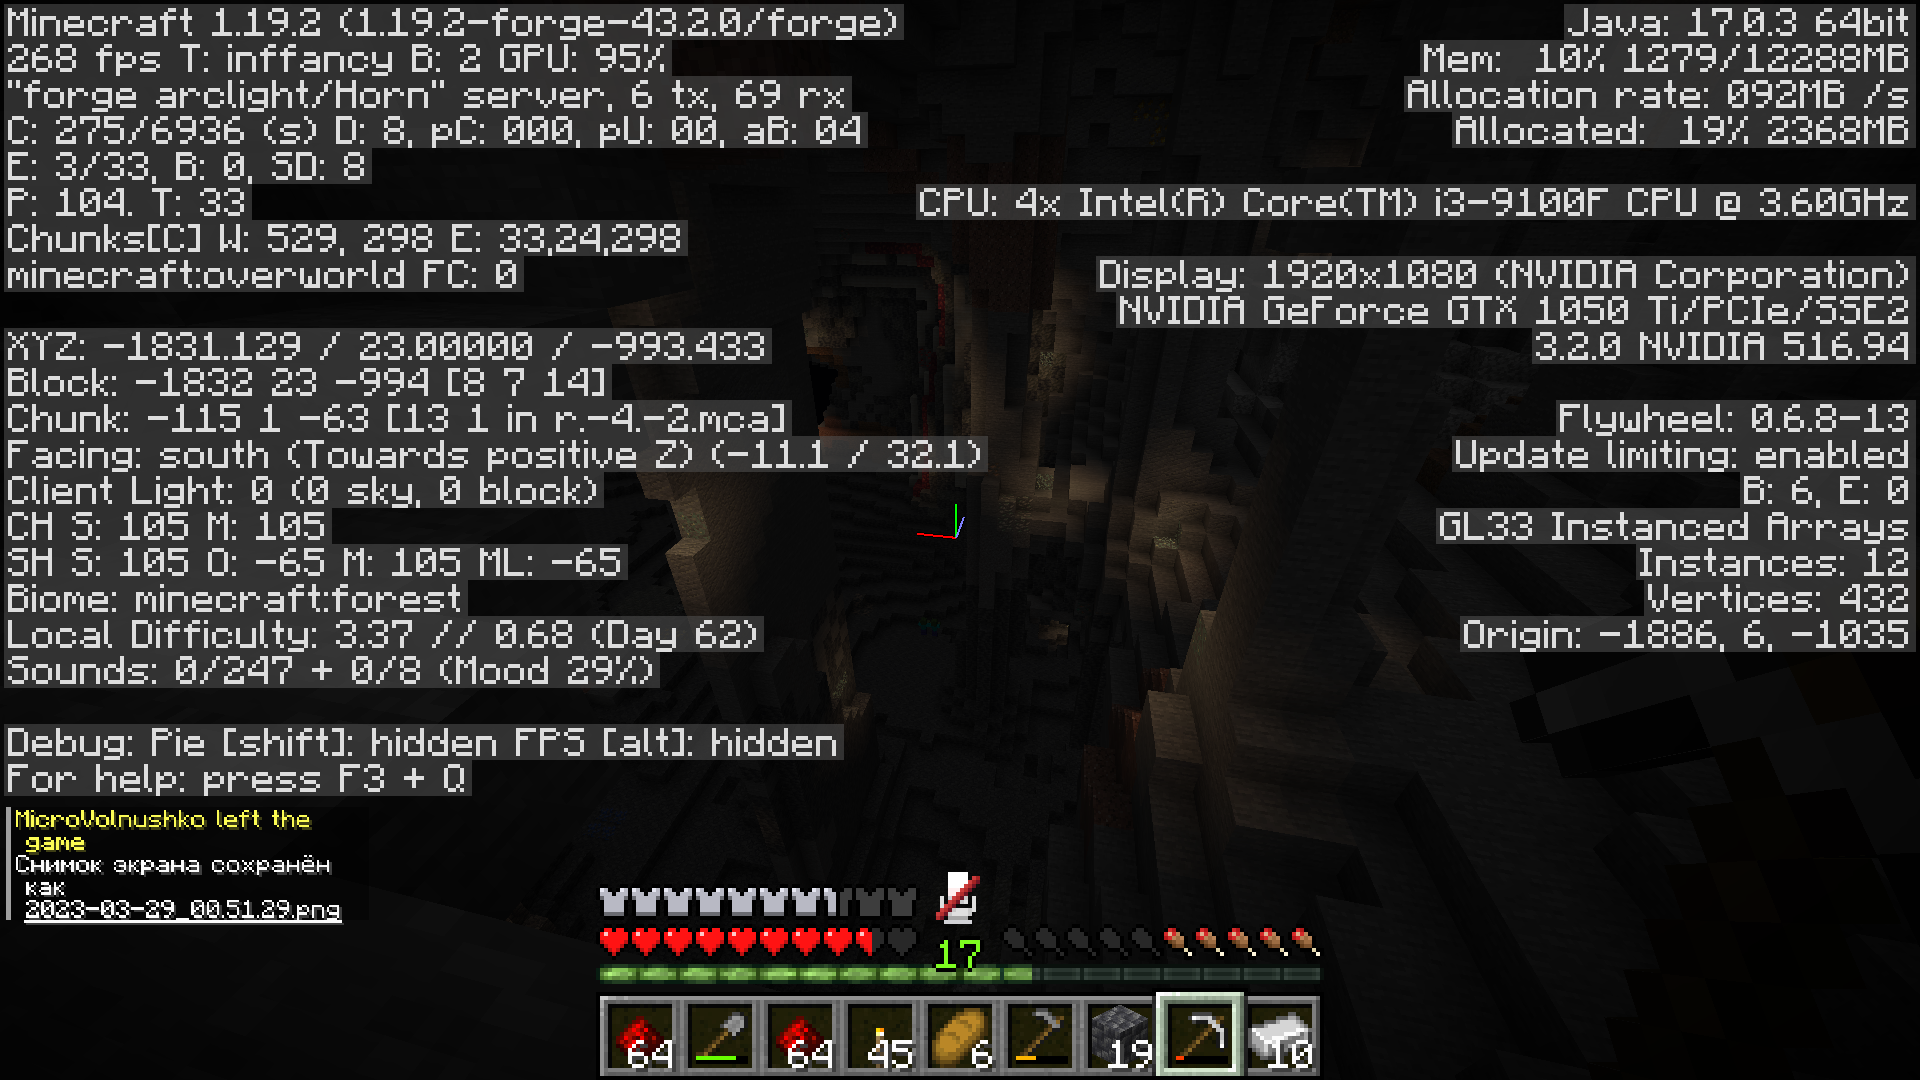 Minecraft 1.19.2 (1.19.2-forge-43.2.0/forge)
268 fps T: inffancy B: 2 GPU: 95%
"forge arclight/Horn" server, 6 tx, 69 rx
C: 275/6936 (s) D: 8, pC: 000, pU: 00, aB: 04
E: 3/33, B: 0, SD: 8
P: 104. T: 33
Chunks[C] W: 529, 298 E: 33,24,298
minecraft:overworld FC: 0
XYZ: -1831.129 / 23.00000 / -993.433
Block: -1832 23 -994 [8 7 14]
Chunk: -115 1 -63 [13 1 in r.-4.-2.mca]
Facing: south (Towards positive Z) (-11.1 / 32.1)
Client Light: 0 (0 sky, 0 block)
CH S: 105 M: 105
SH S: 105 O: -65 M: 105 ML: -65
Biome: minecraft:forest
Local Difficulty: 3.37 // 0.68 (Day 62)
Sounds: 0/247 + 0/8 (Mood 29%)
Debug: Pie [shift]: hidden FPS [alt]: hidden
For help: press F3 + Q
Java: 17.0.3 64bit
Mem: 10% 1279/12288MB
Allocation rate: 092MB /s
Allocated: 19% 2368MB
CPU: 4x Intel(R) Core(TM) i3-9100F CPU @ 3.60GHz
Display: 1920x1080 (NVIDIA Corporation)
NVIDIA GeForce GTX 1050 Ti/PCIe/SSE2
3.2.0 NVIDIA 516.94
Flywheel: 0.6.8-13
Update limiting: enabled
B: 6, E: 0
GL33 Instanced Arrays
Instances: 12
Vertices: 432
Origin: -1886, 6, -1035
MicroVolnushko left the
game
Снимок экрана сохранён
как
2023-03-29_00.51.29.png
17
64 64 45 6 19 10